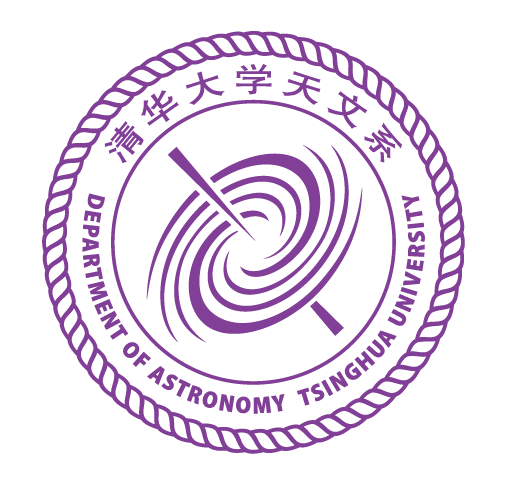 清华大学天文系
DEPARTMENT OF ASTRONOMY TSINGHUA UNIVERSITY